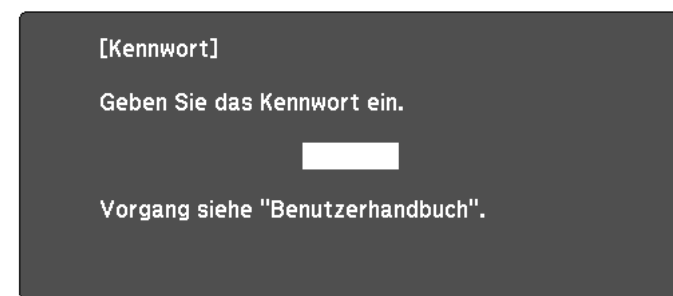 [Kennwort]
Geben Sie das Kennwort ein.
Vorgang siehe "Benutzerhandbuch".